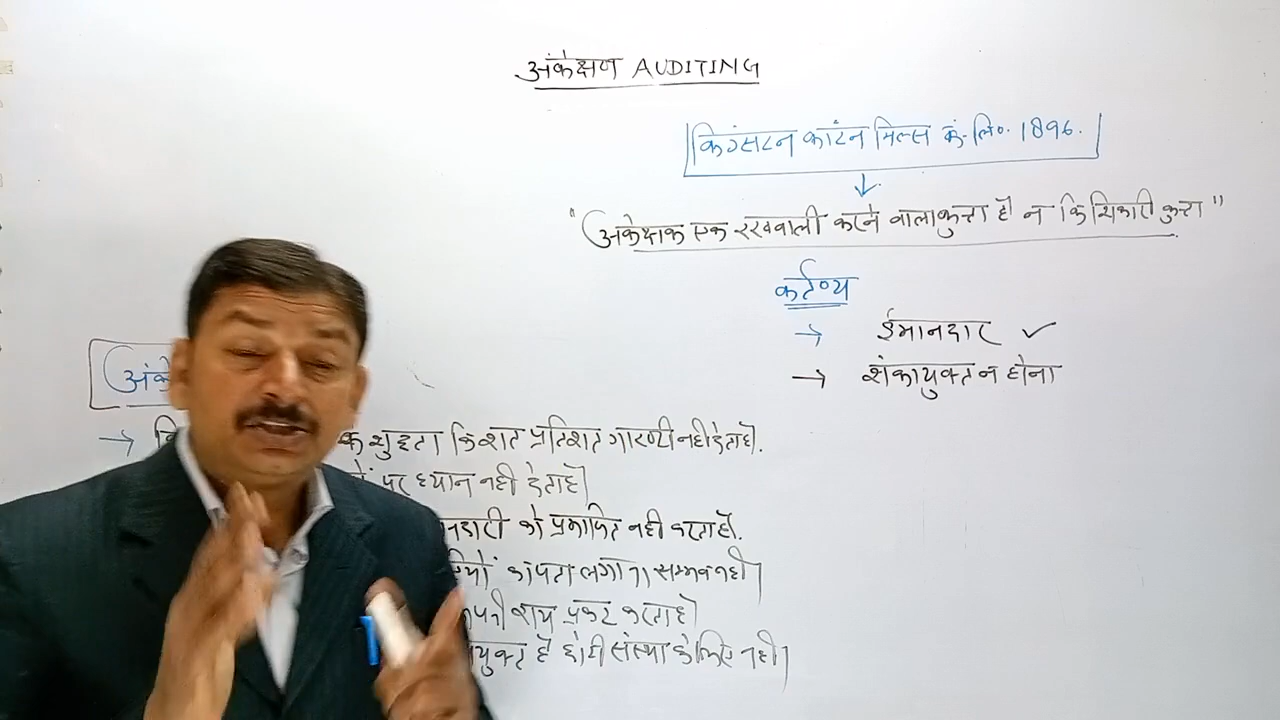 अंकेक्षण AUDITING
किंग्सटन काॅटन मिल्स कं. लि०. 1896.
"अंकेक्षक एक रखवाली करने वाला कुत्ता है न कि शिकारी कुत्ता"
कर्तव्य
→ ईमानदार ✓
→ शंकायुक्त न होना
→ शुद्धता कि शत प्रतिशत गारण्टी नही देता है.
पर ध्यान नही देता है।
को प्रमाणित नही करता है.
का पता लगाना सम्भव नही।
राय प्रकट करता है
है छोटी संस्था के लिए नही।